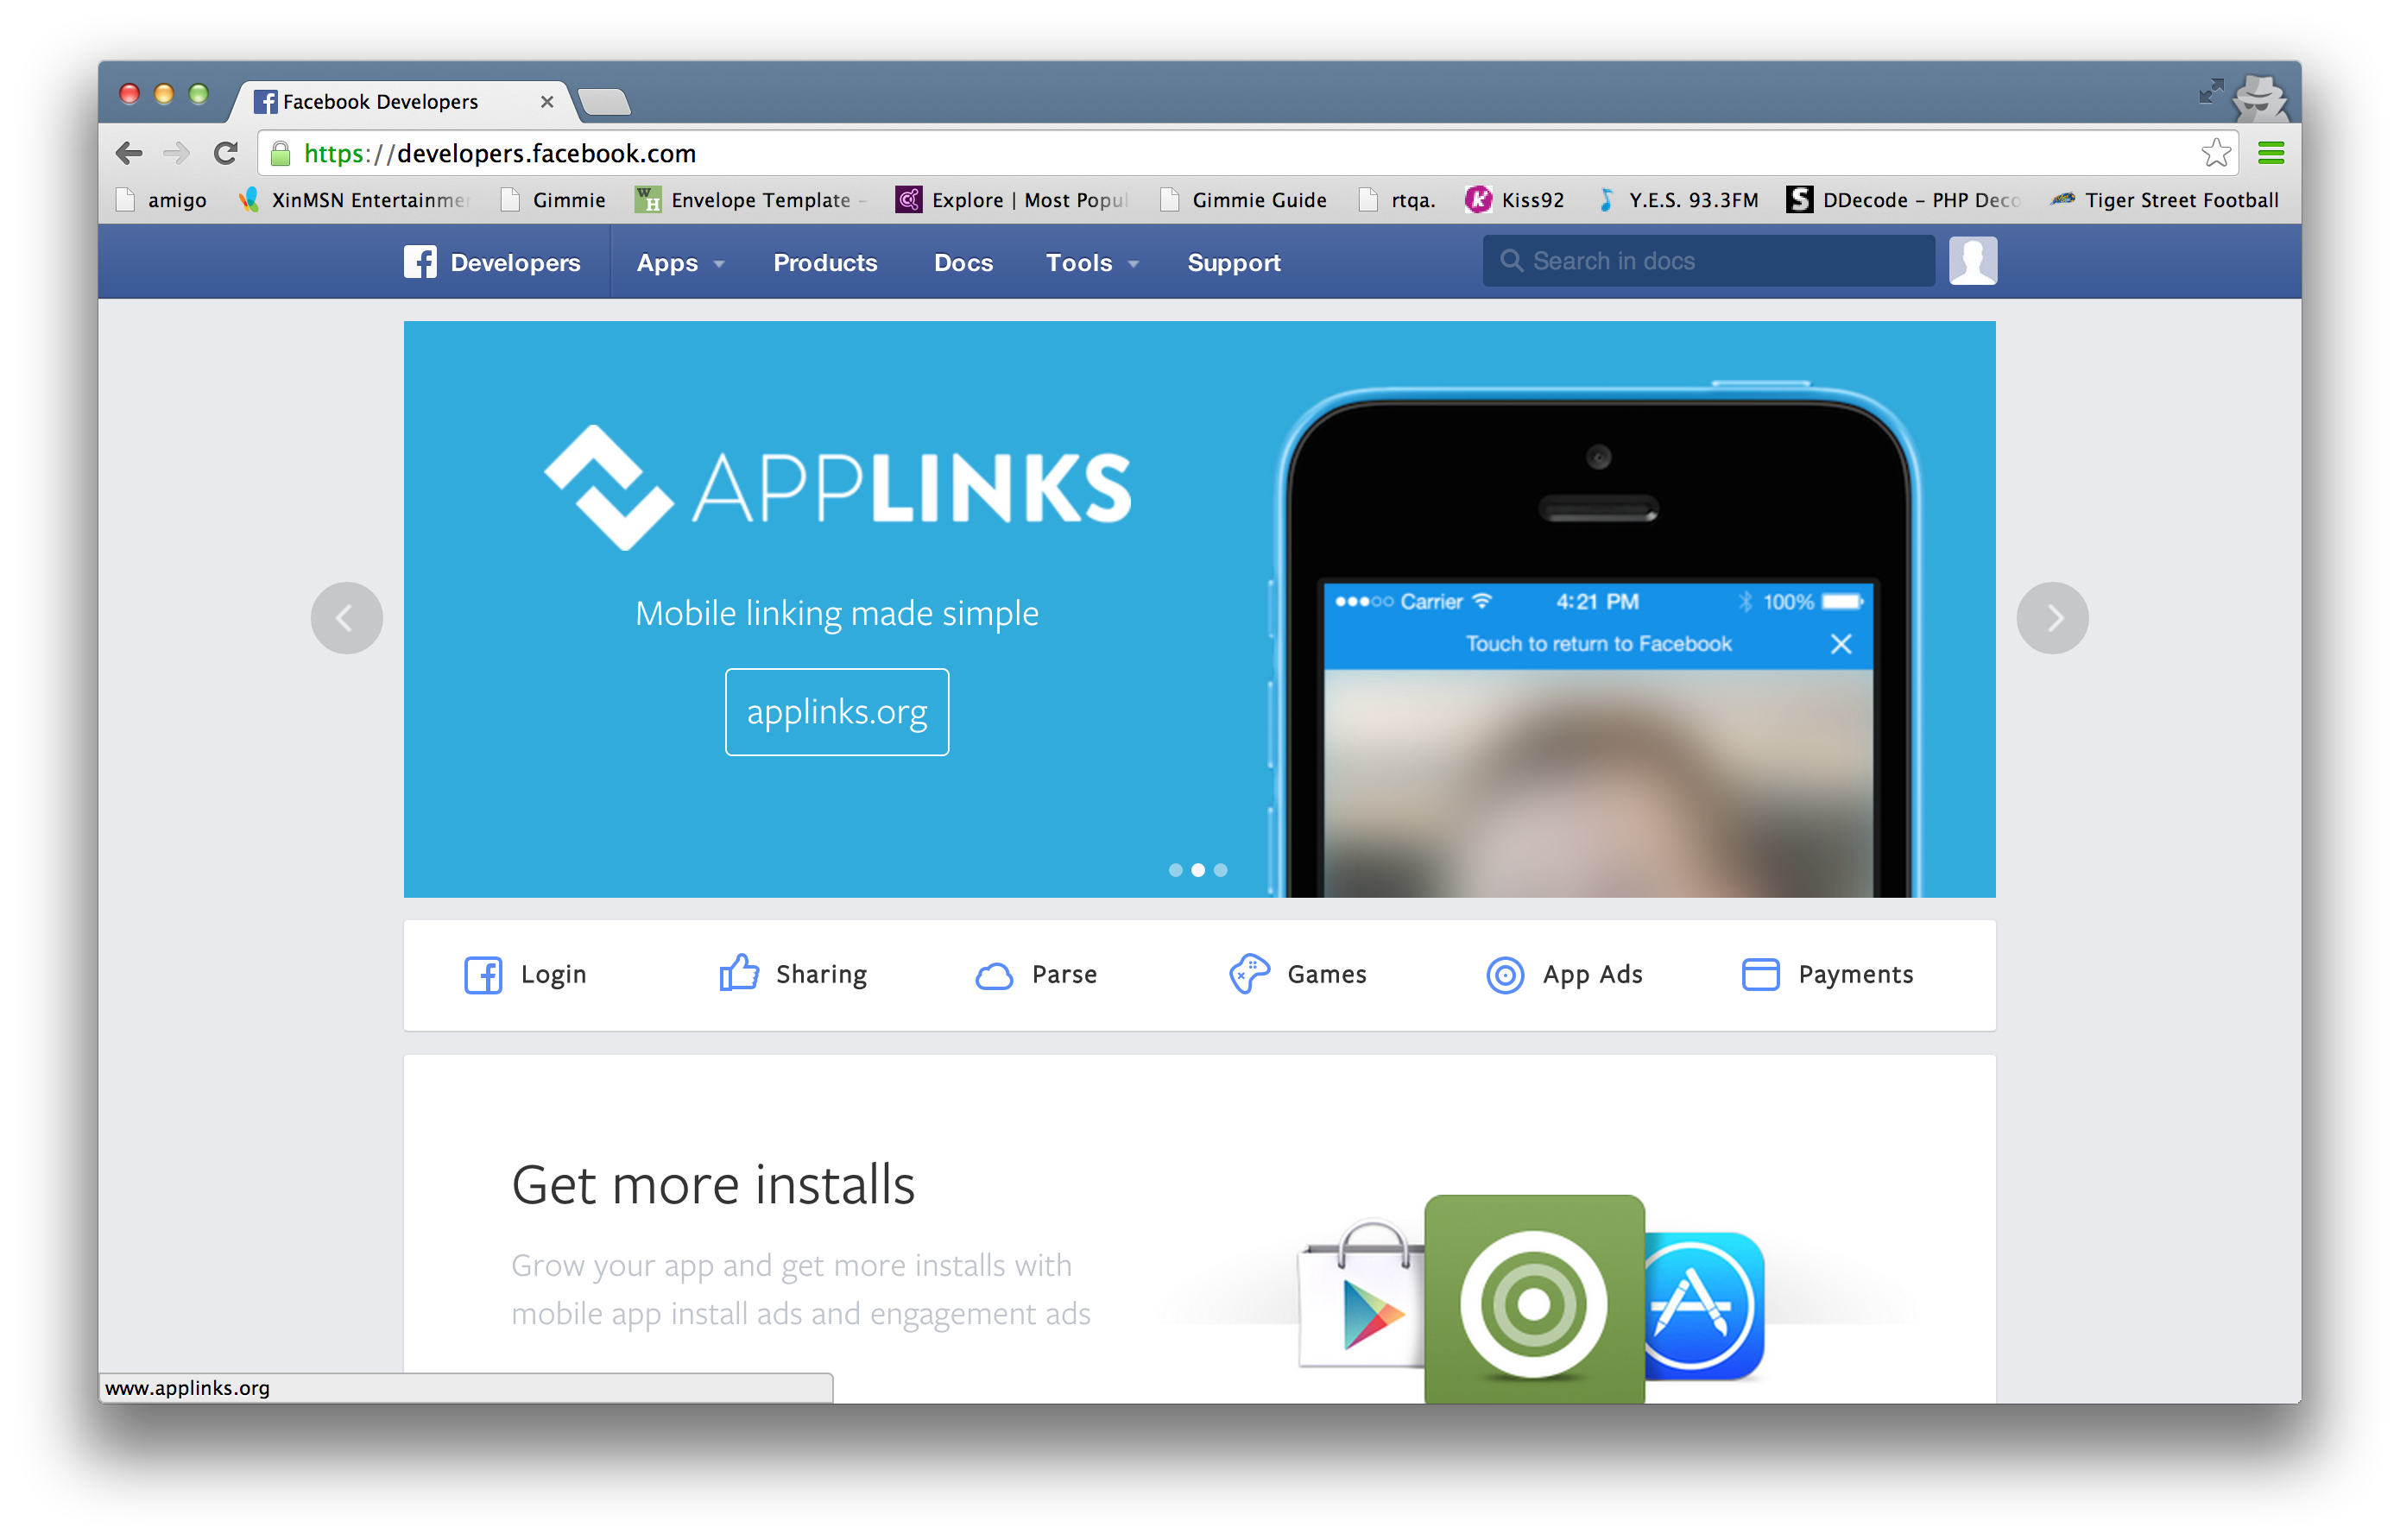 Facebook Developers
https://developers.facebook.com
amigo XinMSN Entertainme Gimmie Envelope Template - Explore | Most Popul Gimmie Guide rtqa. Kiss92 Y.E.S. 93.3FM DDecode - PHP Deco Tiger Street Football
Developers Apps Products Docs Tools Support Search in docs
APPLINKS
Mobile linking made simple
applinks.org
Carrier 4:21 PM 100%
Touch to return to Facebook
Login Sharing Parse Games App Ads Payments
Get more installs
Grow your app and get more installs with
mobile app install ads and engagement ads
www.applinks.org